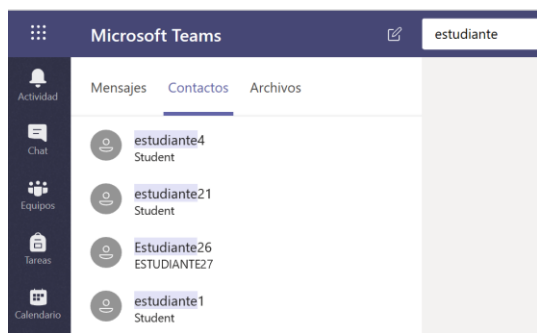 Microsoft Teams
estudiante
Actividad
Chat
Equipos
Tareas
Calendario
Mensajes Contactos Archivos
estudiante4
Student
estudiante21
Student
Estudiante26
ESTUDIANTE27
estudiante1
Student